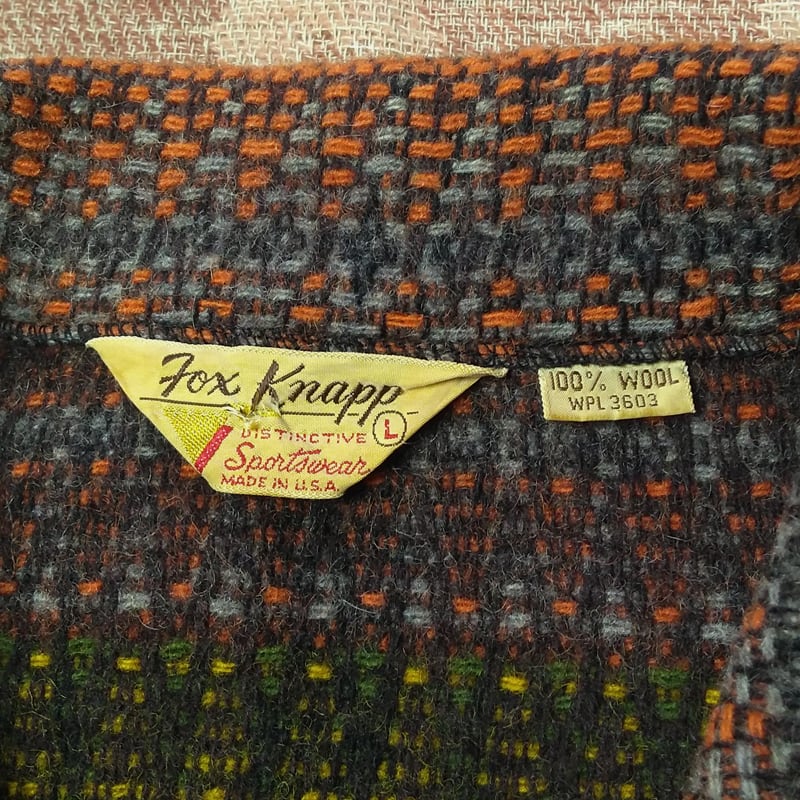 Fox Knapp
DISTINCTIVE L
Sportswear
MADE IN U.S.A.
100% WOOL
WPL 3603